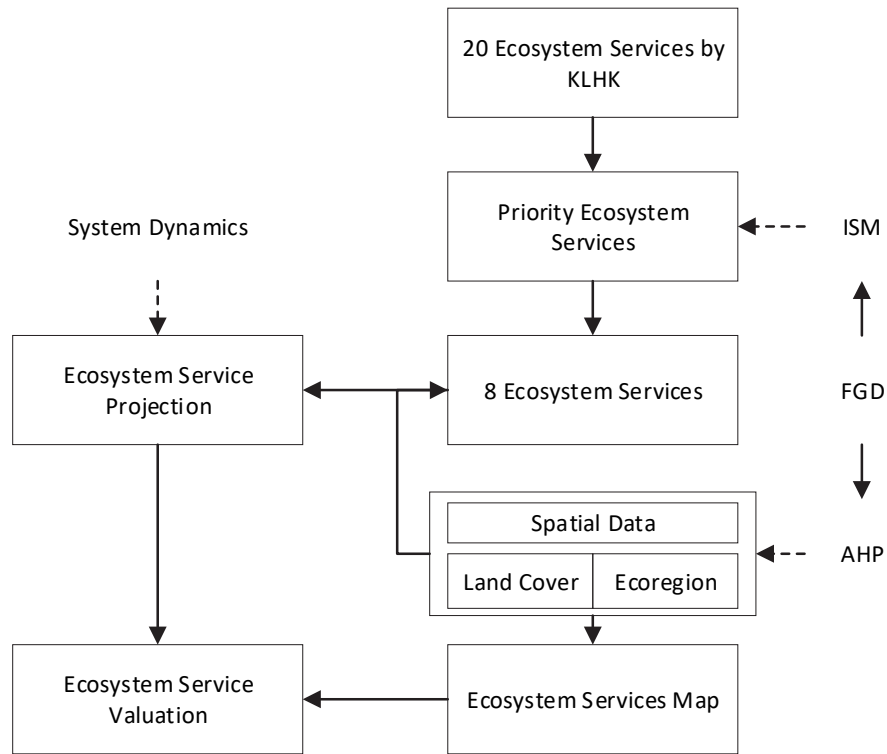 20 Ecosystem Services by
KLHK
System Dynamics
Priority Ecosystem
Services
ISM
Ecosystem Service
Projection
8 Ecosystem Services
FGD
Spatial Data
Land Cover
Ecoregion
AHP
Ecosystem Service
Valuation
Ecosystem Services Map